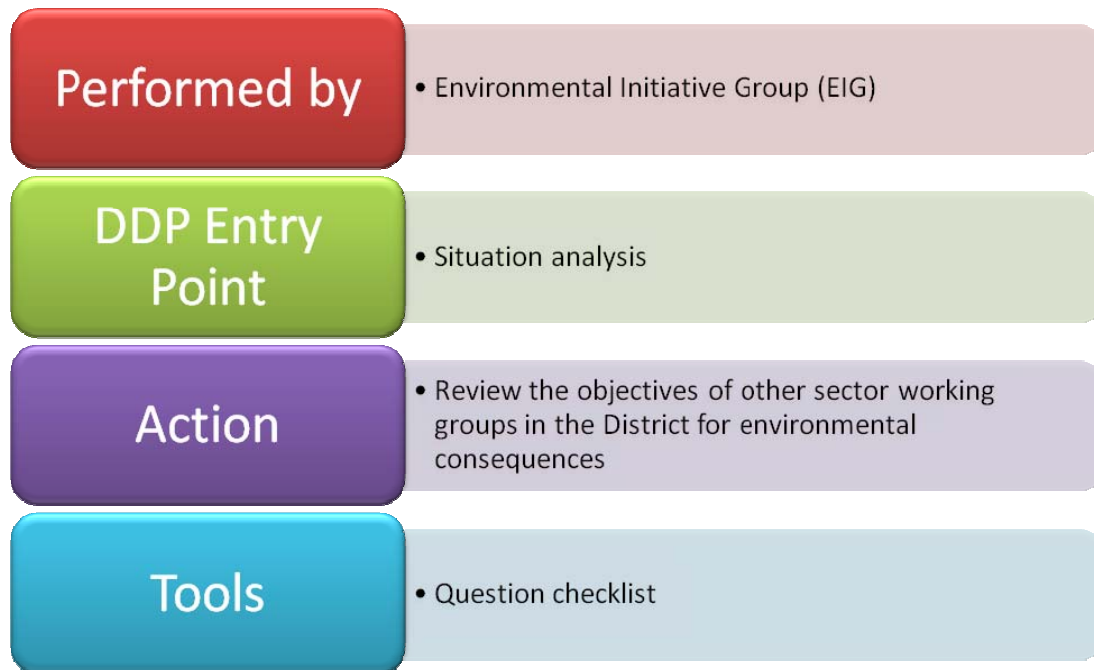 Performed by
• Environmental Initiative Group (EIG)
DDP Entry
Point
• Situation analysis
Action
• Review the objectives of other sector working
groups in the District for environmental
consequences
Tools
• Question checklist